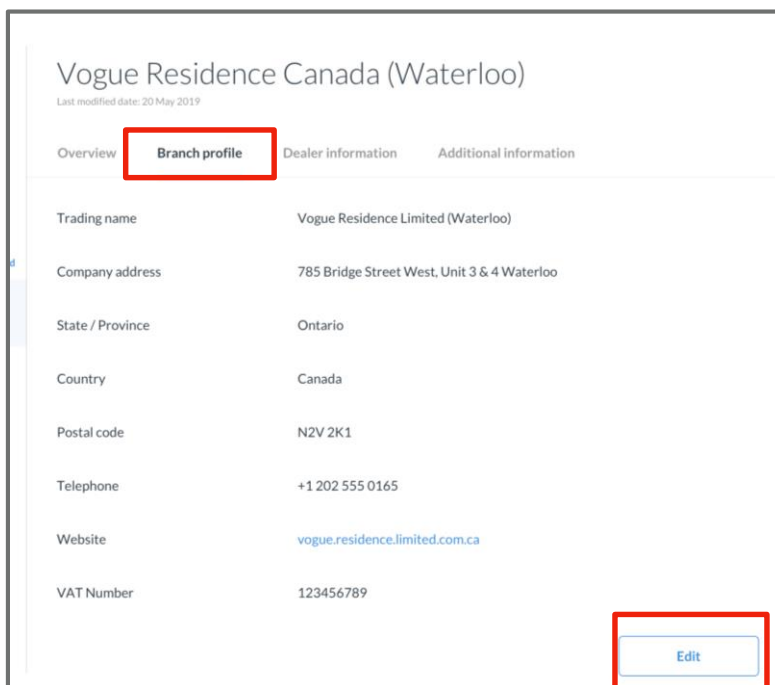 Vogue Residence Canada (Waterloo)
Last modified date: 20 May 2019
Overview Branch profile Dealer information Additional information
Trading name Vogue Residence Limited (Waterloo)
d
Company address 785 Bridge Street West, Unit 3 & 4 Waterloo
State / Province Ontario
Country Canada
Postal code N2V 2K1
Telephone +1 202 555 0165
Website vogue.residence.limited.com.ca
VAT Number 123456789
Edit